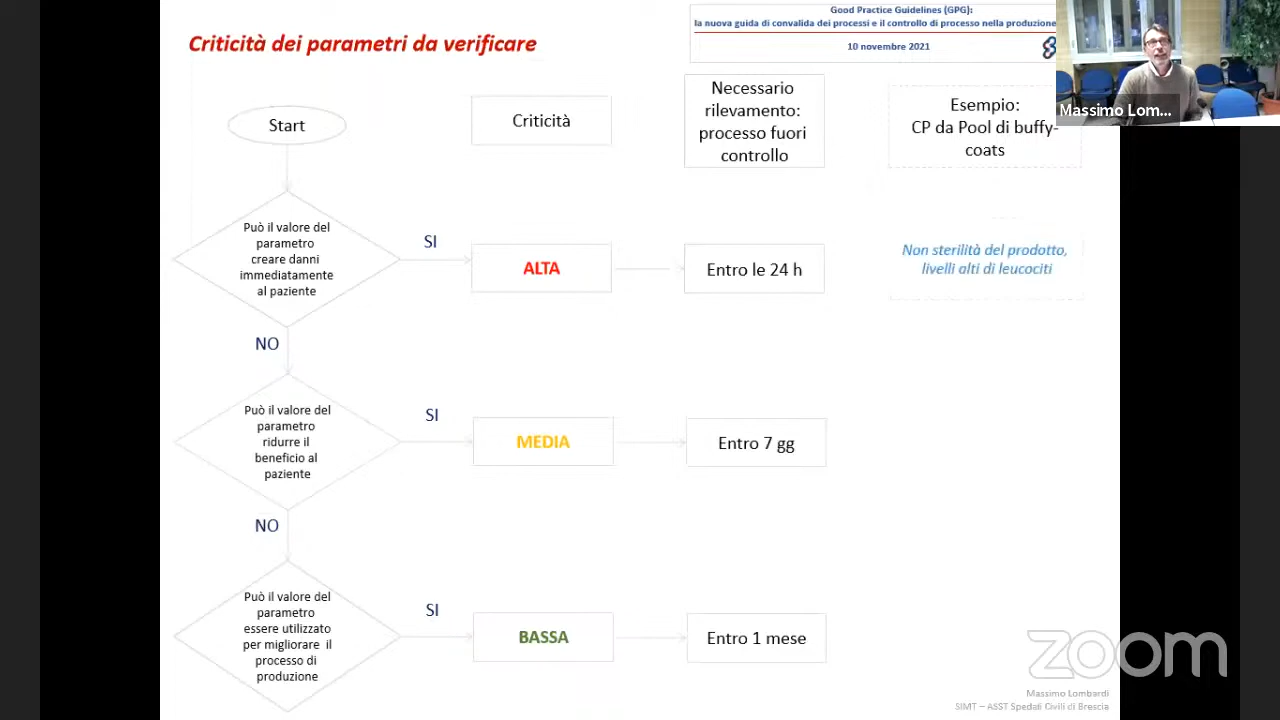 Good Practice Guidelines (GPG):
la nuova guida di convalida dei processi e il controllo di processo nella produzione
10 novembre 2021
Criticità dei parametri da verificare
Massimo Lom...
Start
Criticità
Necessario
rilevamento:
processo fuori
controllo
Esempio:
CP da Pool di buffy-
coats
Può il valore del
parametro
creare danni
immediatamente
al paziente
SI
ALTA
Entro le 24 h
Non sterilità del prodotto,
livelli alti di leucociti
NO
Può il valore del
parametro
ridurre il
beneficio al
paziente
SI
MEDIA
Entro 7 gg
NO
Può il valore del
parametro
essere utilizzato
per migliorare il
processo di
produzione
SI
BASSA
Entro 1 mese
zoom
Massimo Lombardi
SIMT – ASST Spedati Civili di Brescia